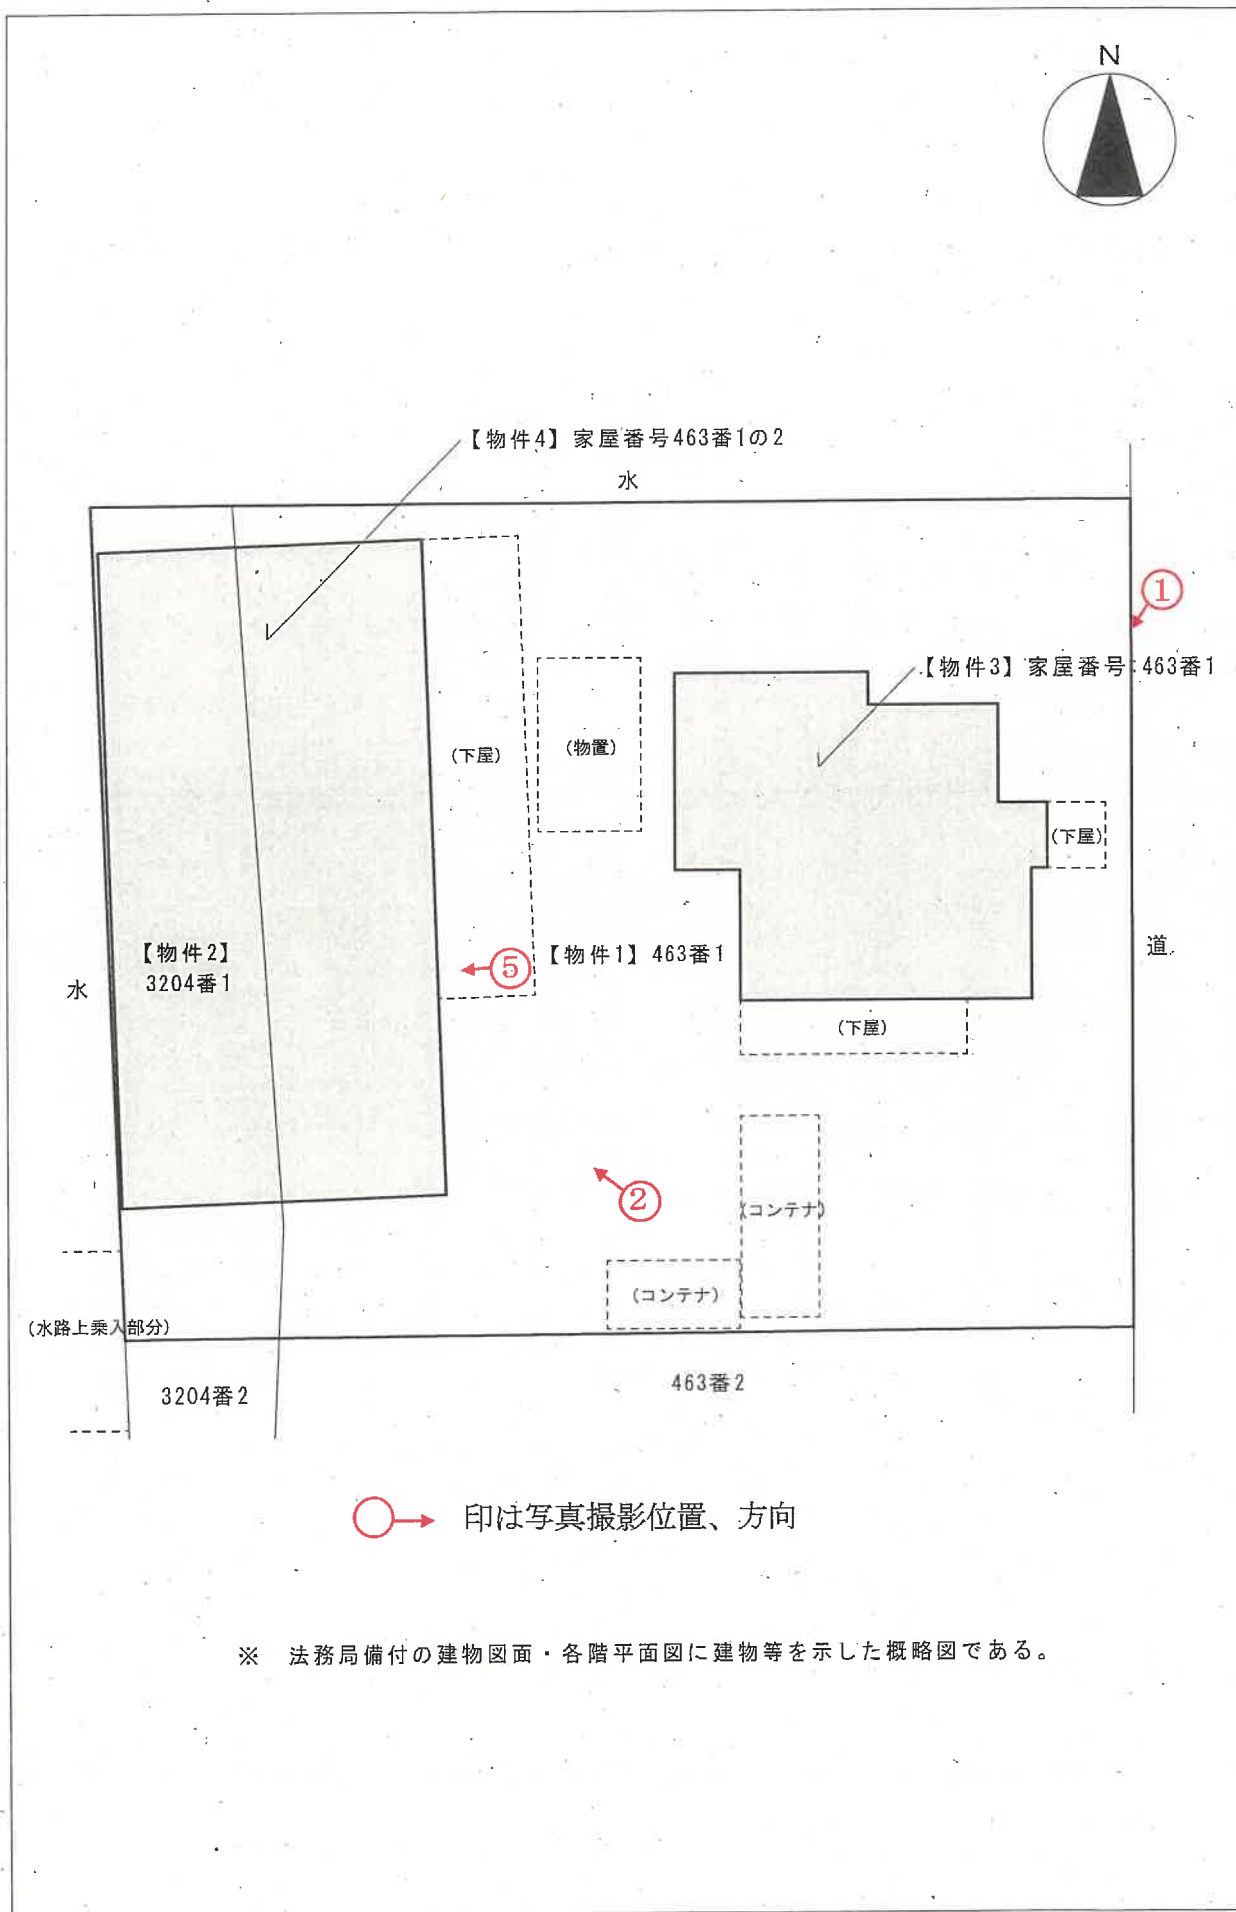 N
【物件4】家屋番号463番1の2
水
①
【物件3】家屋番号:463番1
(下屋)
(物置)
(下屋)
【物件2】
3204番1
⑤
【物件1】463番1
道
水
(下屋)
②
(コンテナ)
(コンテナ)
(水路上乗入部分)
3204番2
463番2
印は写真撮影位置、方向
※ 法務局備付の建物図面・各階平面図に建物等を示した概略図である。